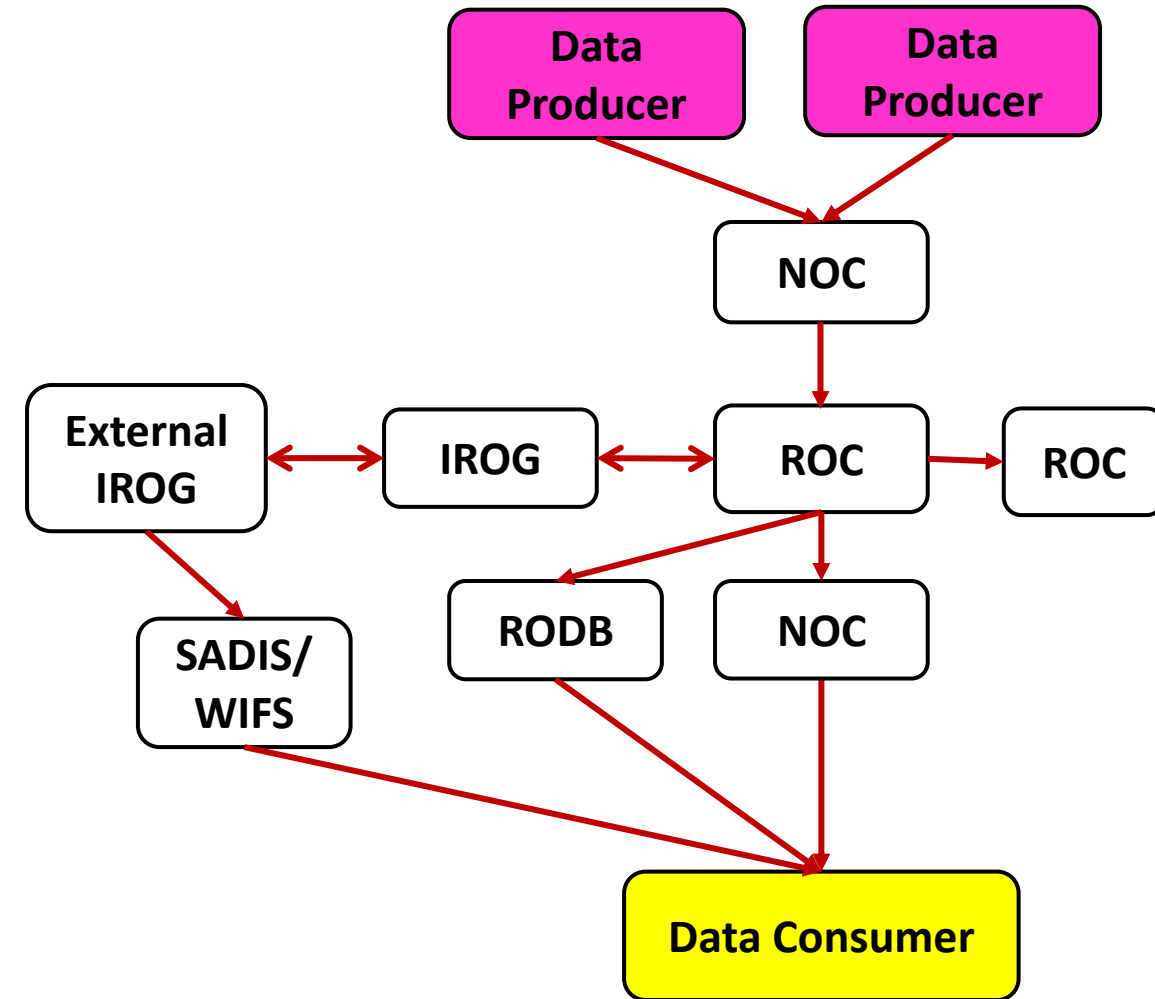 Data
Producer
Data
Producer
NOC
External
IROG
IROG
ROC
ROC
SADIS/
WIFS
RODB
NOC
Data Consumer